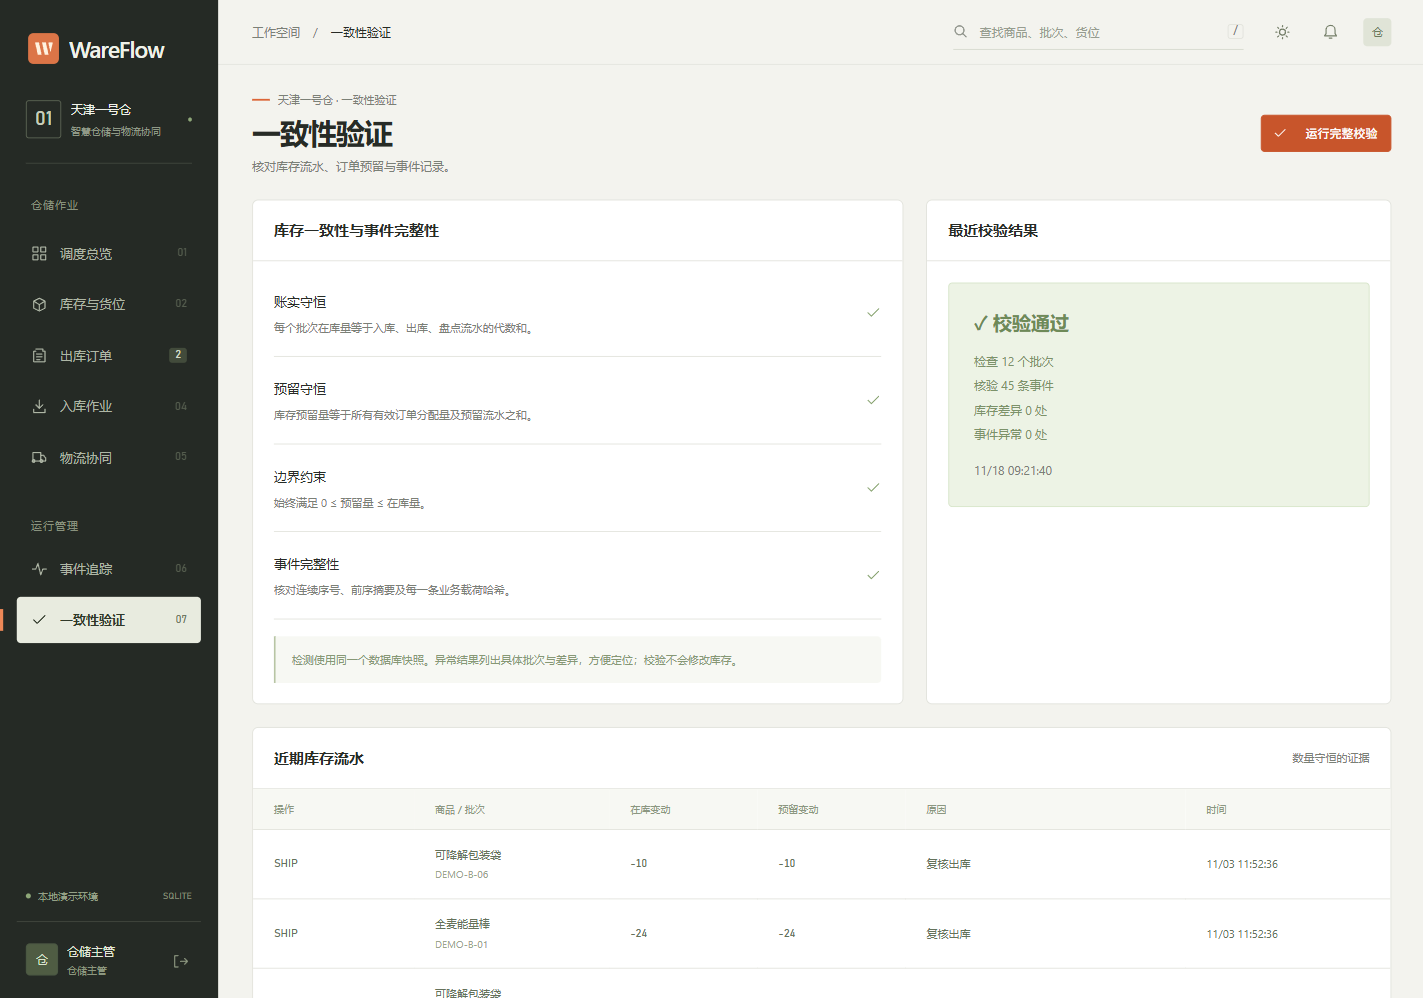 WareFlow
01
天津一号仓
智慧仓储与物流协同
仓储作业
调度总览 01
库存与货位 02
出库订单 2
入库作业 04
物流协同 05
运行管理
事件追踪 06
一致性验证 07
本地演示环境 SQLITE
仓 仓储主管
仓储主管
工作空间 / 一致性验证
查找商品、批次、货位 /
仓
天津一号仓 · 一致性验证
一致性验证
核对库存流水、订单预留与事件记录。
运行完整校验
库存一致性与事件完整性
账实守恒
每个批次在库量等于入库、出库、盘点流水的代数和。
预留守恒
库存预留量等于所有有效订单分配量及预留流水之和。
边界约束
始终满足 0 ≤ 预留量 ≤ 在库量。
事件完整性
核对连续序号、前序摘要及每一条业务载荷哈希。
检测使用同一个数据库快照。异常结果列出具体批次与差异，方便定位；校验不会修改库存。
最近校验结果
✓ 校验通过
检查 12 个批次
核验 45 条事件
库存差异 0 处
事件异常 0 处
11/18 09:21:40
近期库存流水 数量守恒的证据
操作 商品 / 批次 在库变动 预留变动 原因 时间
SHIP 可降解包装袋 -10 -10 复核出库 11/03 11:52:36
DEMO-B-06
SHIP 全麦能量棒 -24 -24 复核出库 11/03 11:52:36
DEMO-B-01
可降解包装袋